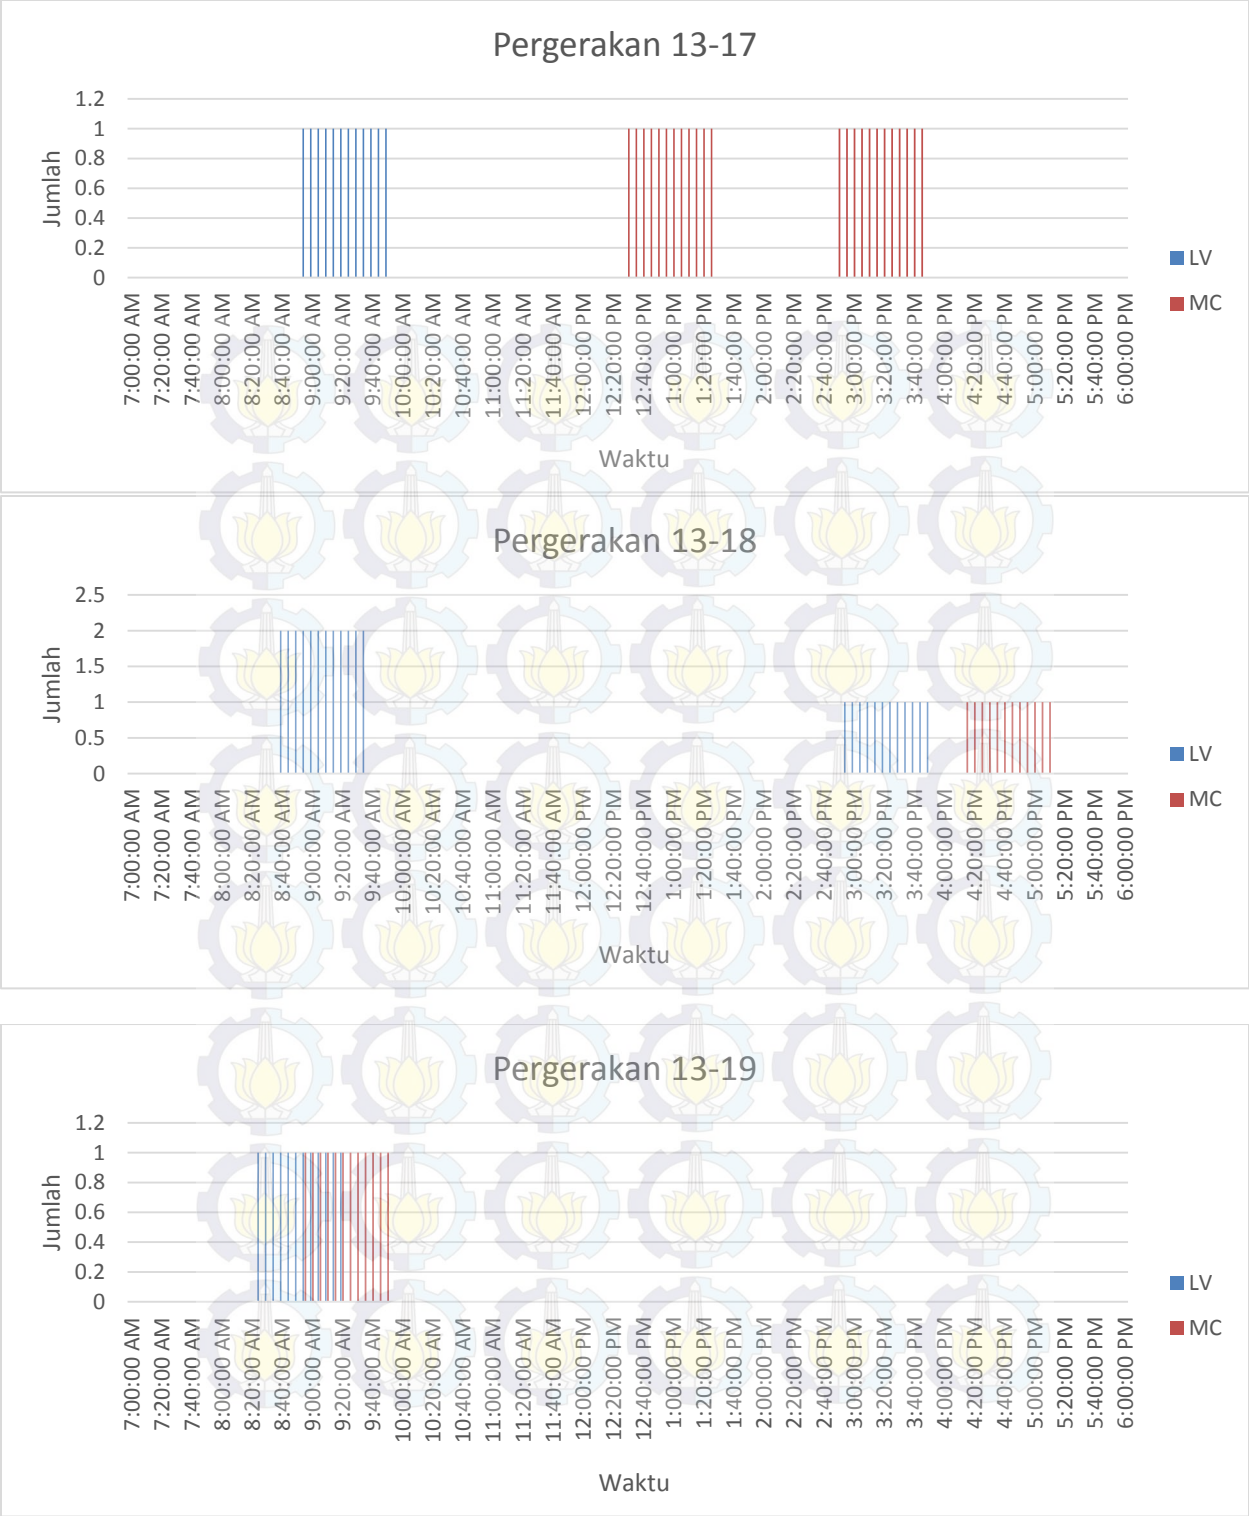 Pergerakan 13-17
1.2
1
0.8
0.6
0.4
0.2
0
Jumlah
7:00:00 AM
7:20:00 AM
7:40:00 AM
8:00:00 AM
8:20:00 AM
8:40:00 AM
9:00:00 AM
9:20:00 AM
9:40:00 AM
10:00:00 AM
10:20:00 AM
10:40:00 AM
11:00:00 AM
11:20:00 AM
11:40:00 AM
12:00:00 PM
12:20:00 PM
12:40:00 PM
1:00:00 PM
1:20:00 PM
1:40:00 PM
2:00:00 PM
2:20:00 PM
2:40:00 PM
3:00:00 PM
3:20:00 PM
3:40:00 PM
4:00:00 PM
4:20:00 PM
4:40:00 PM
5:00:00 PM
5:20:00 PM
5:40:00 PM
6:00:00 PM
Waktu
LV
MC
Pergerakan 13-18
2.5
2
1.5
1
0.5
0
Jumlah
7:00:00 AM
7:20:00 AM
7:40:00 AM
8:00:00 AM
8:20:00 AM
8:40:00 AM
9:00:00 AM
9:20:00 AM
9:40:00 AM
10:00:00 AM
10:20:00 AM
10:40:00 AM
11:00:00 AM
11:20:00 AM
11:40:00 AM
12:00:00 PM
12:20:00 PM
12:40:00 PM
1:00:00 PM
1:20:00 PM
1:40:00 PM
2:00:00 PM
2:20:00 PM
2:40:00 PM
3:00:00 PM
3:20:00 PM
3:40:00 PM
4:00:00 PM
4:20:00 PM
4:40:00 PM
5:00:00 PM
5:20:00 PM
5:40:00 PM
6:00:00 PM
Waktu
LV
MC
Pergerakan 13-19
1.2
1
0.8
0.6
0.4
0.2
0
Jumlah
7:00:00 AM
7:20:00 AM
7:40:00 AM
8:00:00 AM
8:20:00 AM
8:40:00 AM
9:00:00 AM
9:20:00 AM
9:40:00 AM
10:00:00 AM
10:20:00 AM
10:40:00 AM
11:00:00 AM
11:20:00 AM
11:40:00 AM
12:00:00 PM
12:20:00 PM
12:40:00 PM
1:00:00 PM
1:20:00 PM
1:40:00 PM
2:00:00 PM
2:20:00 PM
2:40:00 PM
3:00:00 PM
3:20:00 PM
3:40:00 PM
4:00:00 PM
4:20:00 PM
4:40:00 PM
5:00:00 PM
5:20:00 PM
5:40:00 PM
6:00:00 PM
Waktu
LV
MC